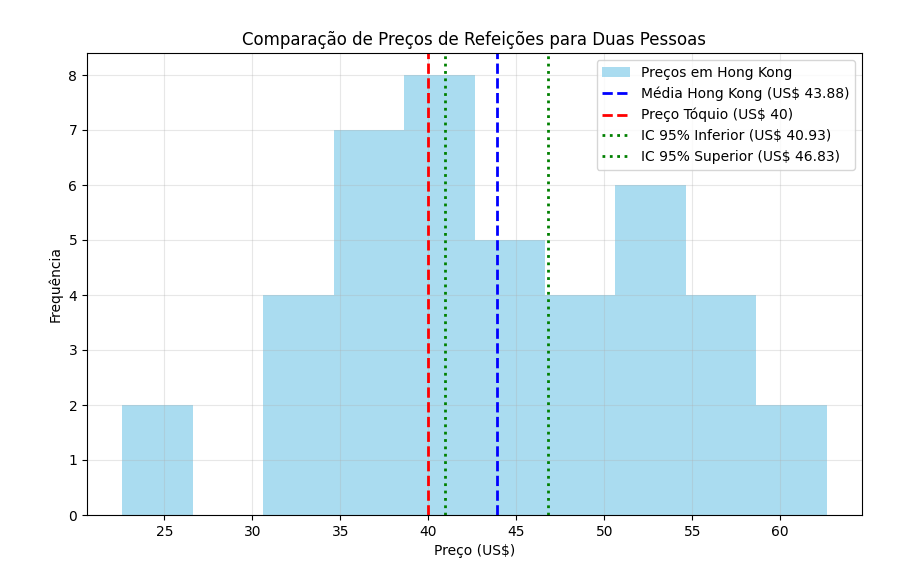 Comparação de Preços de Refeições para Duas Pessoas
Preços em Hong Kong
Média Hong Kong (US$ 43.88)
Preço Tóquio (US$ 40)
IC 95% Inferior (US$ 40.93)
IC 95% Superior (US$ 46.83)
Frequência
8
7
6
5
4
3
2
1
0
25 30 35 40 45 50 55 60
Preço (US$)